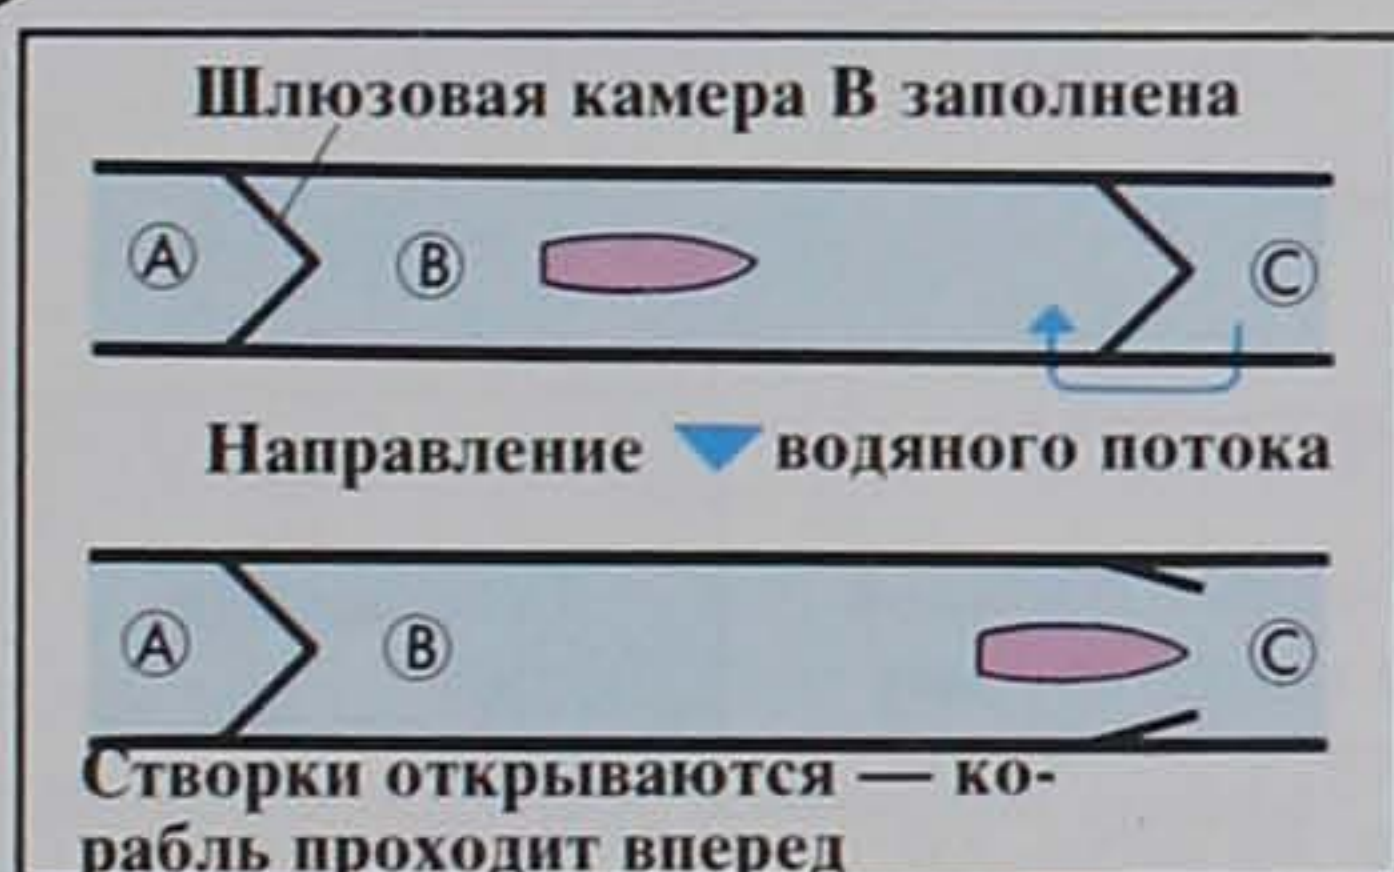 Шлюзовая камера В заполнена
A B C
Направление водяного потока
A B C
Створки открываются — ко-
рабль проходит вперед